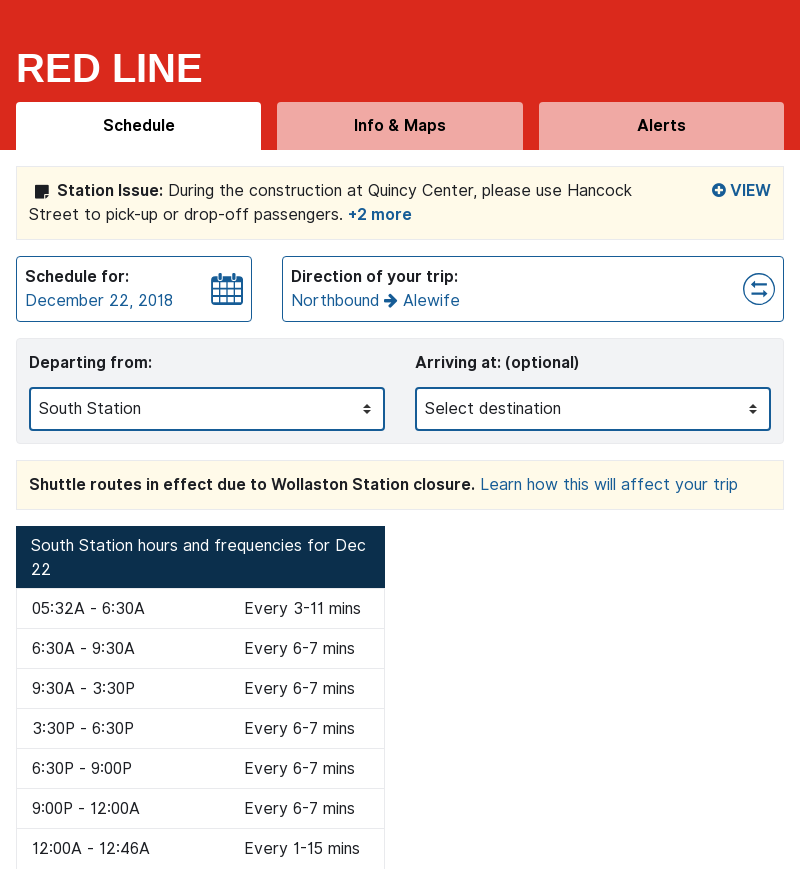 RED LINE
Schedule
Info & Maps
Alerts
Station Issue: During the construction at Quincy Center, please use Hancock
Street to pick-up or drop-off passengers. +2 more
VIEW
Schedule for:
December 22, 2018
Direction of your trip:
Northbound → Alewife
Departing from:
South Station
Arriving at: (optional)
Select destination
Shuttle routes in effect due to Wollaston Station closure. Learn how this will affect your trip
South Station hours and frequencies for Dec
22
05:32A - 6:30A Every 3-11 mins
6:30A - 9:30A Every 6-7 mins
9:30A - 3:30P Every 6-7 mins
3:30P - 6:30P Every 6-7 mins
6:30P - 9:00P Every 6-7 mins
9:00P - 12:00A Every 6-7 mins
12:00A - 12:46A Every 1-15 mins